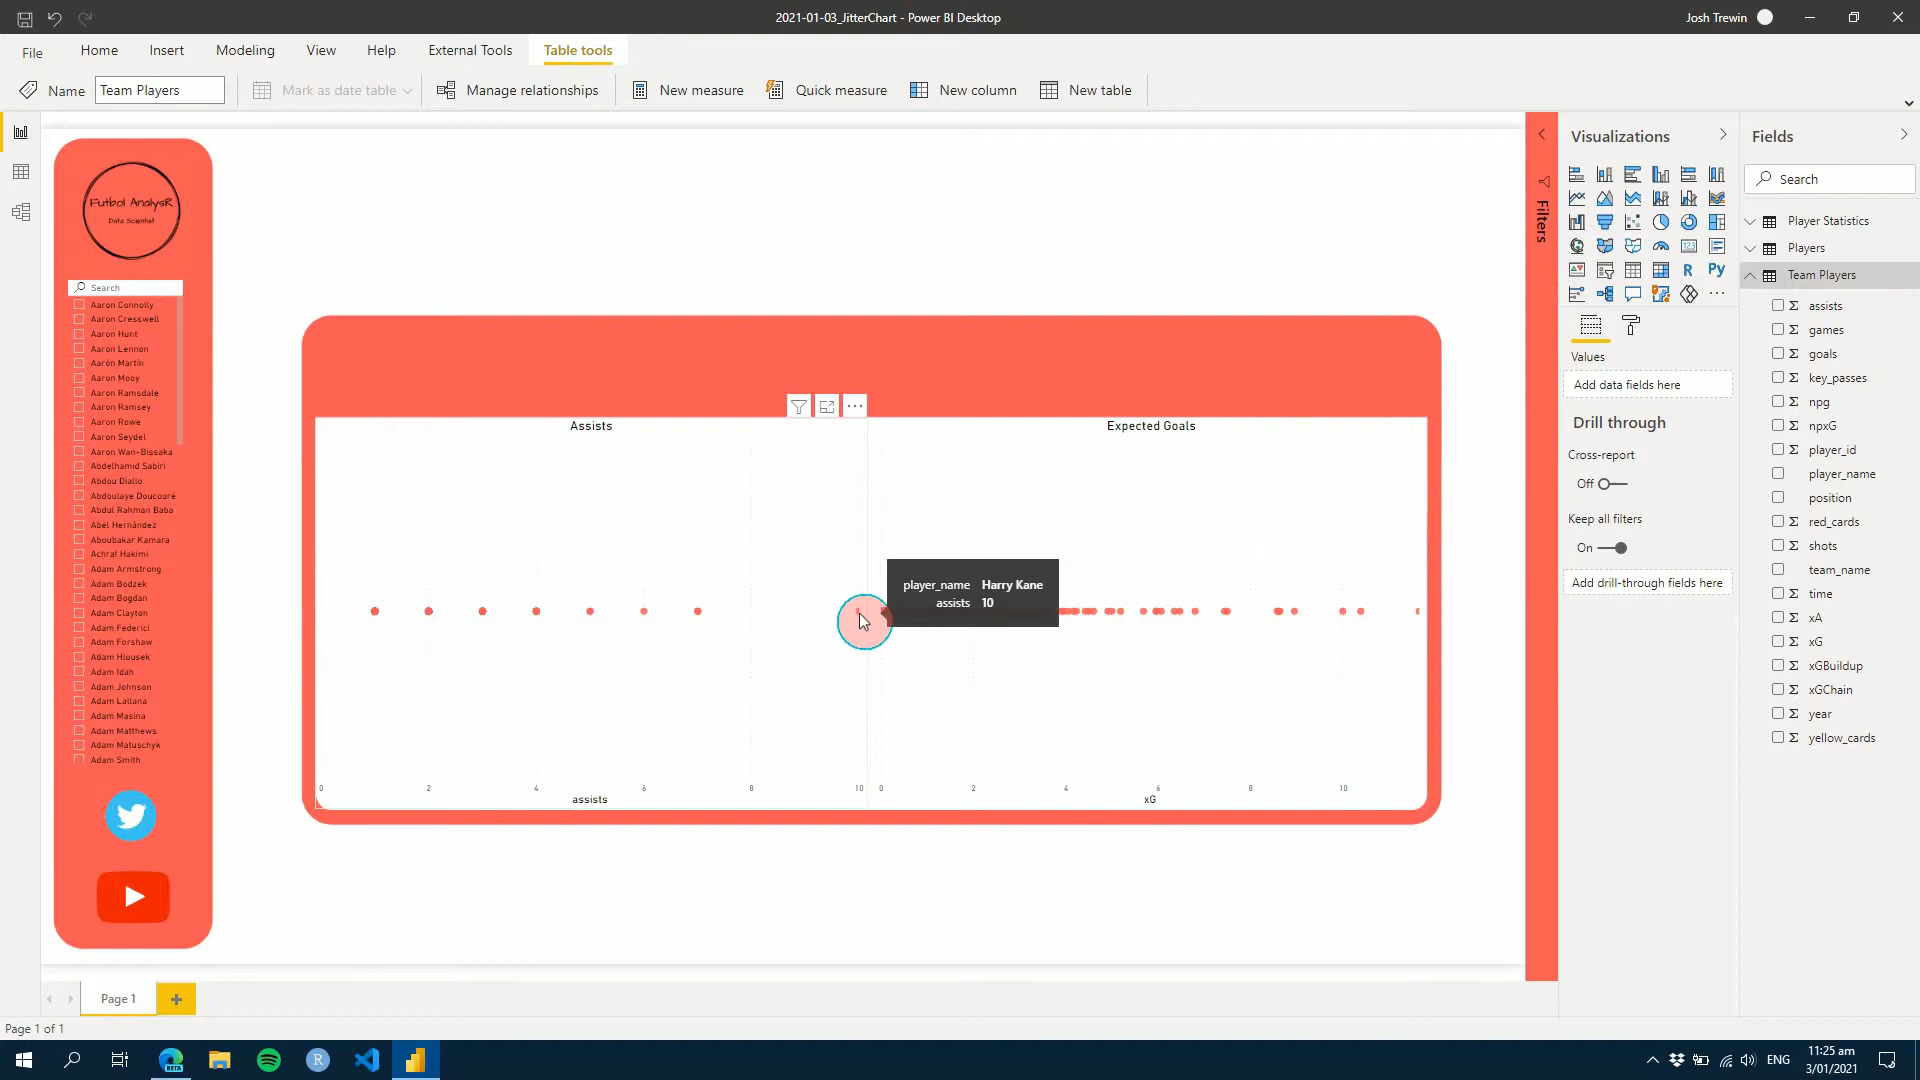 2021-01-03_JitterChart - Power BI Desktop
Josh Trewin
File
Home
Insert
Modeling
View
Help
External Tools
Table tools
Name
Team Players
Mark as date table
Manage relationships
New measure
Quick measure
New column
New table
Futbol AnalysR
Data Scientist
Search
Aaron Connolly
Aaron Cresswell
Aaron Hunt
Aaron Lennon
Aarón Martín
Aaron Mooy
Aaron Ramsdale
Aaron Ramsey
Aaron Rowe
Aaron Seydel
Aaron Wan-Bissaka
Abdelhamid Sabiri
Abdou Diallo
Abdoulaye Doucouré
Abdul Rahman Baba
Abel Hernández
Aboubakar Kamara
Achraf Hakimi
Adam Armstrong
Adam Bodzek
Adam Bogdan
Adam Clayton
Adam Federici
Adam Forshaw
Adam Hlousek
Adam Idah
Adam Johnson
Adam Lallana
Adam Masina
Adam Matthews
Adam Matuschyk
Adam Smith
Assists
Expected Goals
player_name Harry Kane
assists 10
0 2 4 6 8 10
assists
0 2 4 6 8 10
xG
Filters
Visualizations
Values
Add data fields here
Drill through
Cross-report
Off
Keep all filters
On
Add drill-through fields here
Fields
Search
Player Statistics
Players
Team Players
assists
games
goals
key_passes
npg
npxG
player_id
player_name
position
red_cards
shots
team_name
time
xA
xG
xGBuildup
xGChain
year
yellow_cards
Page 1
Page 1 of 1
ENG
11:25 am
3/01/2021